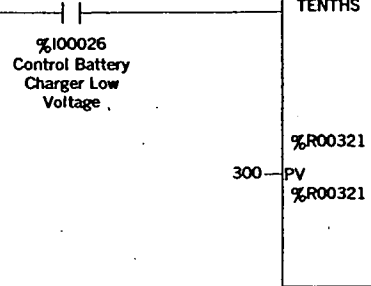 TENTHS
%I00026
Control Battery
Charger Low
Voltage
%R00321
300 PV
%R00321